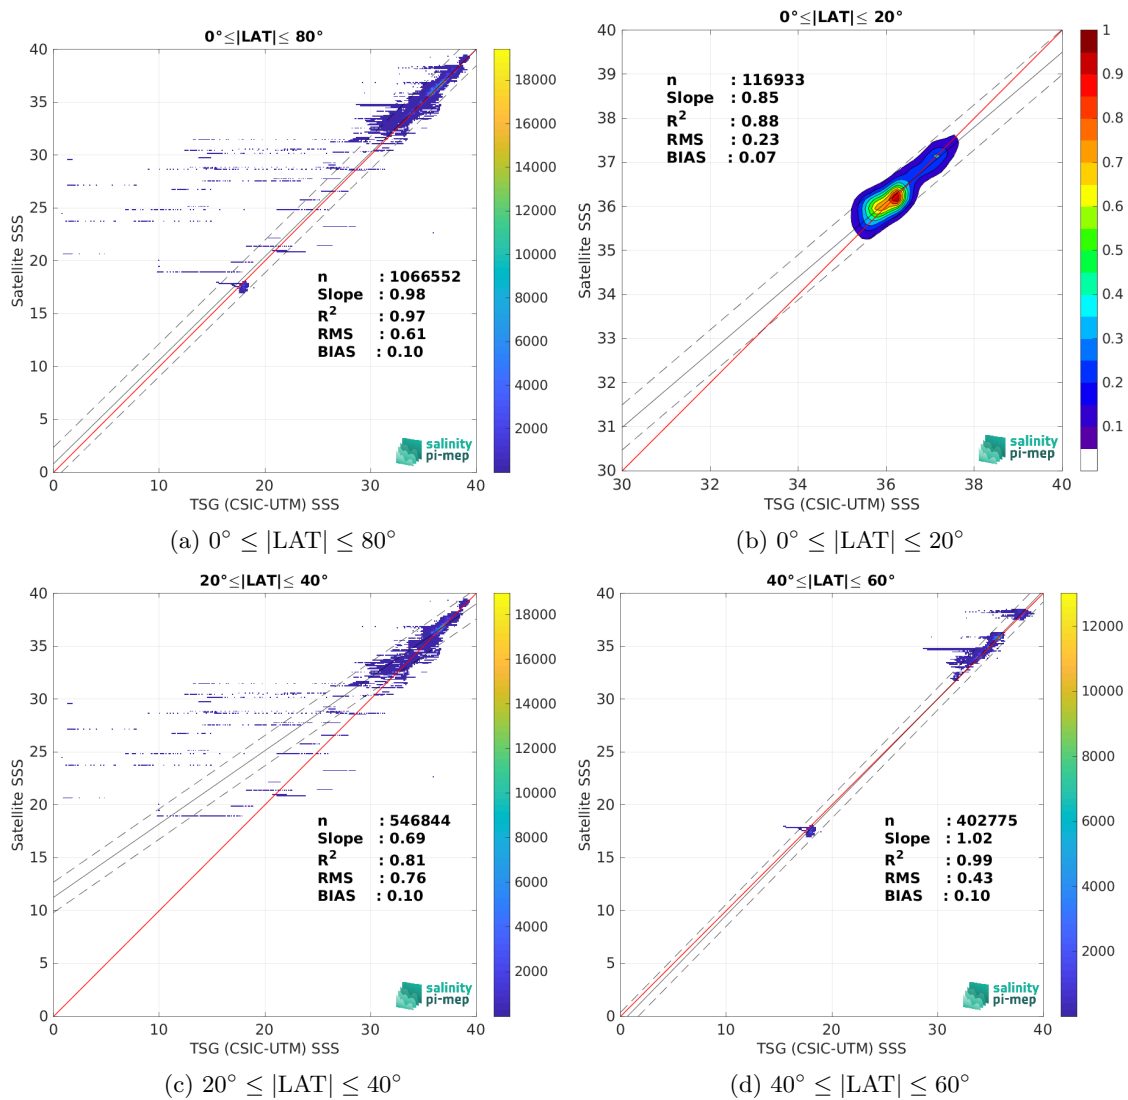 0°≤|LAT|≤ 80°
40
35
30
25
20
15
10
5
0
Satellite SSS
n : 1066552
Slope : 0.98
R² : 0.97
RMS : 0.61
BIAS : 0.10
salinity
pi-mep
0 10 20 30 40
TSG (CSIC-UTM) SSS
18000
16000
14000
12000
10000
8000
6000
4000
2000
(a) 0° ≤ |LAT| ≤ 80°
0°≤|LAT|≤ 20°
40
39
38
37
36
35
34
33
32
31
30
Satellite SSS
n : 116933
Slope : 0.85
R² : 0.88
RMS : 0.23
BIAS : 0.07
salinity
pi-mep
30 32 34 36 38 40
TSG (CSIC-UTM) SSS
1
0.9
0.8
0.7
0.6
0.5
0.4
0.3
0.2
0.1
(b) 0° ≤ |LAT| ≤ 20°
20°≤|LAT|≤ 40°
40
35
30
25
20
15
10
5
0
Satellite SSS
n : 546844
Slope : 0.69
R² : 0.81
RMS : 0.76
BIAS : 0.10
salinity
pi-mep
0 10 20 30 40
TSG (CSIC-UTM) SSS
18000
16000
14000
12000
10000
8000
6000
4000
2000
(c) 20° ≤ |LAT| ≤ 40°
40°≤|LAT|≤ 60°
40
35
30
25
20
15
10
5
0
Satellite SSS
n : 402775
Slope : 1.02
R² : 0.99
RMS : 0.43
BIAS : 0.10
salinity
pi-mep
0 10 20 30 40
TSG (CSIC-UTM) SSS
12000
10000
8000
6000
4000
2000
(d) 40° ≤ |LAT| ≤ 60°